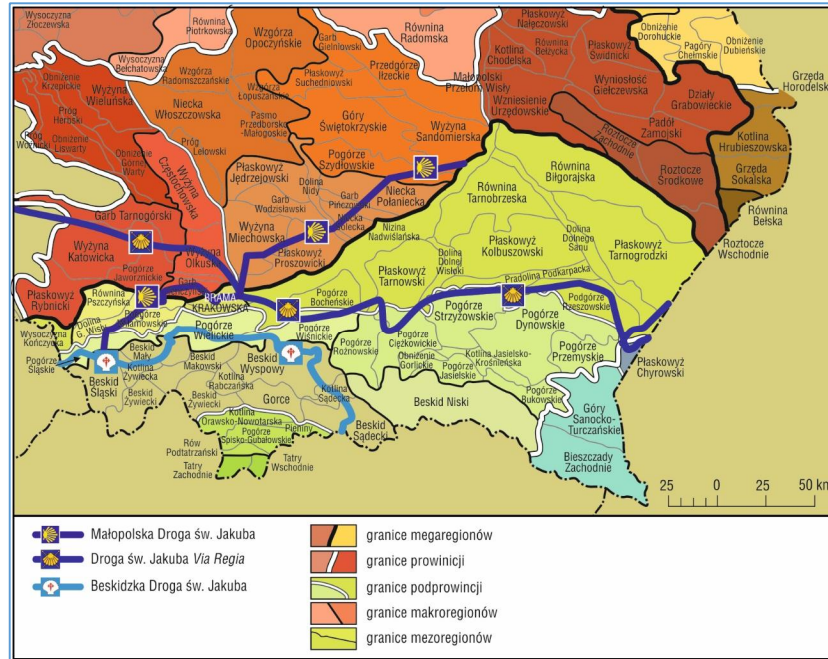 Wysoczyzna
Złoczewska
Równina
Piotrkowska
Wzgórza
Opoczyńskie
Garb
Gielniowski
Równina
Radomska
Płaskowyż
Nałęczowski
Obniżenie
Dorohuckie
Wysoczyzna
Bełchatowska
Przedgórze
Iłżeckie
Kotlina
Chodelska
Równina
Bełżycka
Płaskowyż
Świdnicki
Pagóry
Chełmskie
Obniżenie
Dubieńskie
Obniżenie
Krzepickie
Wyżyna
Wieluńska
Wzgórza
Radomszczańskie
Płaskowyż
Suchedniowski
Małopolski
Przełom Wisły
Wyniosłość
Giełczewska
Grzęda
Horodelska
Próg
Herbski
Wzgórza
Łopuszańskie
Niecka
Włoszczowska
Wzniesienie
Urzędowskie
Działy
Grabowieckie
Próg
Woźnicki
Obniżenie
Liswarty
Pasmo
Przedborsko-
Małogoskie
Góry
Świętokrzyskie
Wyżyna
Sandomierska
Padół
Zamojski
Roztocze
Zachodnie
Kotlina
Hrubieszowska
Obniżenie
Górnej
Warty
Wyżyna
Częstochowska
Próg
Lelowski
Pogórze
Szydłowskie
Płaskowyż
Jędrzejowski
Dolina
Nidy
Roztocze
Środkowe
Grzęda
Sokalska
Równina
Biłgorajska
Równina
Tarnobrzeska
Niecka
Połaniecka
Garb
Wodzisławski
Garb
Pińczowski
Niecka
Solecka
Garb Tarnogórski
Wyżyna
Miechowska
Nizina
Nadwiślańska
Równina
Bełska
Wyżyna
Katowicka
Wyżyna
Olkuska
Płaskowyż
Proszowicki
Płaskowyż
Kolbuszowski
Dolina
Dolnego
Sanu
Płaskowyż
Tarnogrodzki
Roztocze
Wschodnie
Pogórze
Jaworznickie
Dolina
Dolnej
Wisłoki
Płaskowyż
Tarnowski
Płaskowyż
Rybnicki
Równina
Pszczyńska
Garb
BRAMA
KRAKOWSKA
Pogórze
Bocheńskie
Pradolina Podkarpacka
Wysoczyzna
Kończycka
Dolina
G. Wisły
Pogórze
Wielickie
Pogórze
Wiśnickie
Pogórze
Strzyżowskie
Pogórze
Dynowskie
Podgórze
Rzeszowskie
Pogórze
Śląskie
Beskid
Mały
Beskid
Makowski
Beskid
Wyspowy
Pogórze
Rożnowskie
Pogórze
Ciężkowickie
Obniżenie
Gorlickie
Kotlina Jasielsko-
Krośnieńska
Pogórze
Jasielskie
Pogórze
Przemyskie
Płaskowyż
Chyrowski
Beskid
Śląski
Kotlina
Żywiecka
Beskid
Żywiecki
Kotlina
Rabczańska
Beskid
Żywiecki
Gorce
Kotlina
Sądecka
Beskid
Sądecki
Beskid Niski
Pogórze
Bukowskie
Góry
Sanocko-
Turczańskie
Bieszczady
Zachodnie
Kotlina
Orawsko-Nowotarska
Pogórze
Spisko-Gubałowskie
Pieniny
Rów
Podtatrzański
Tatry
Zachodnie
Tatry
Wschodnie
25 0 25 50 km
Małopolska Droga św. Jakuba
Droga św. Jakuba Via Regia
Beskidzka Droga św. Jakuba
granice megaregionów
granice prowinicji
granice podprowincji
granice makroregionów
granice mezoregionów